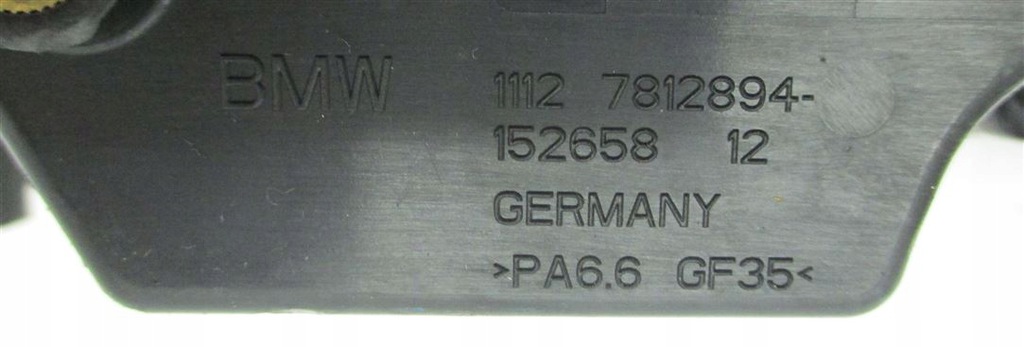 BMW 1112 7812894-
152658 12
GERMANY
>PA6.6 GF35<